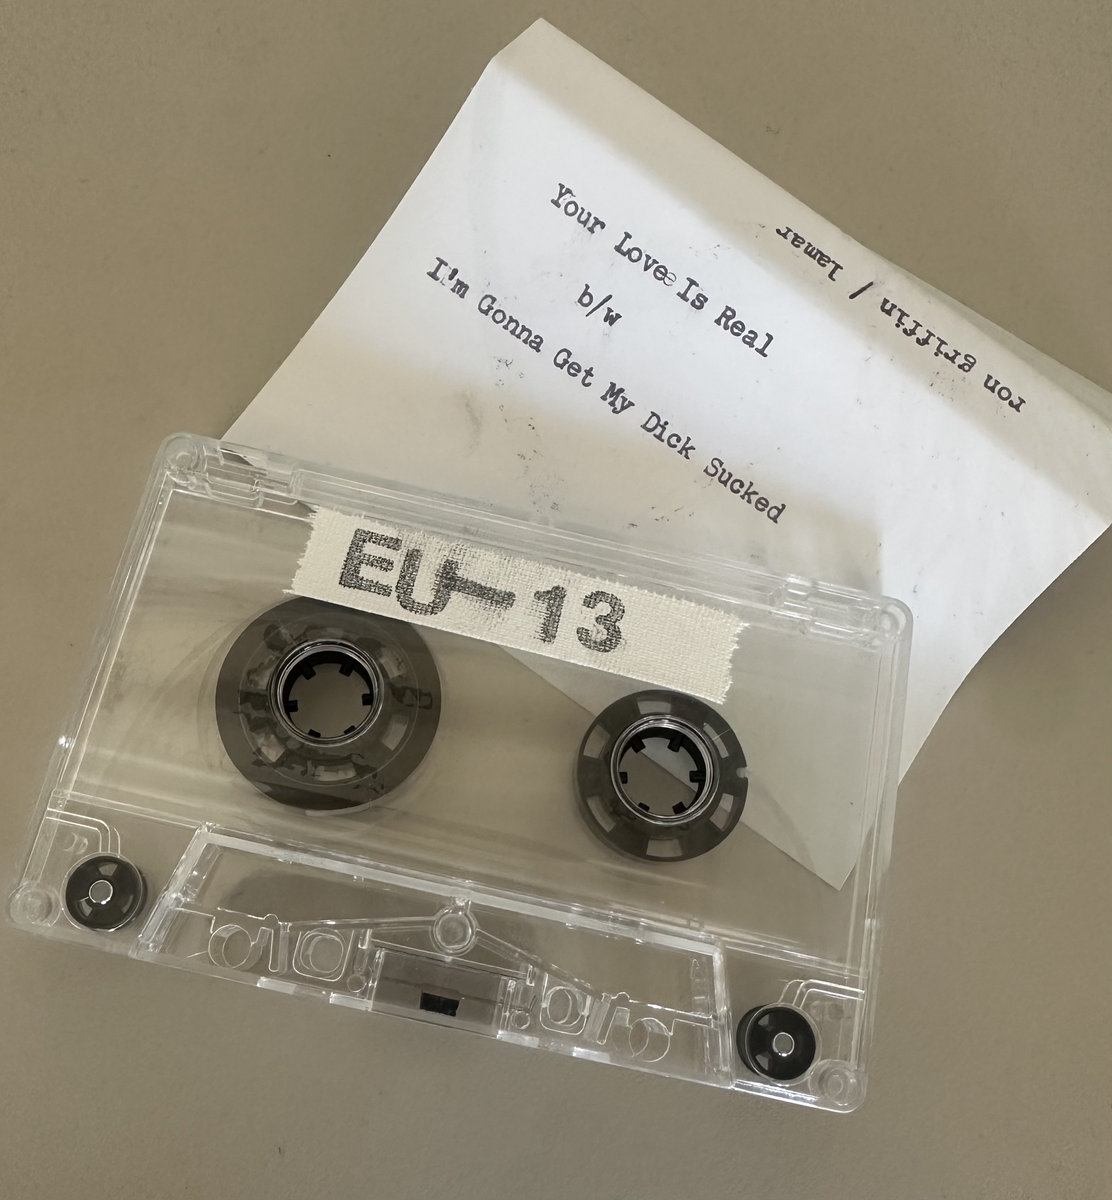 Your Love Is Real
b/w
I'm Gonna Get My Dick Sucked
ron griffin / lamar
EU-13